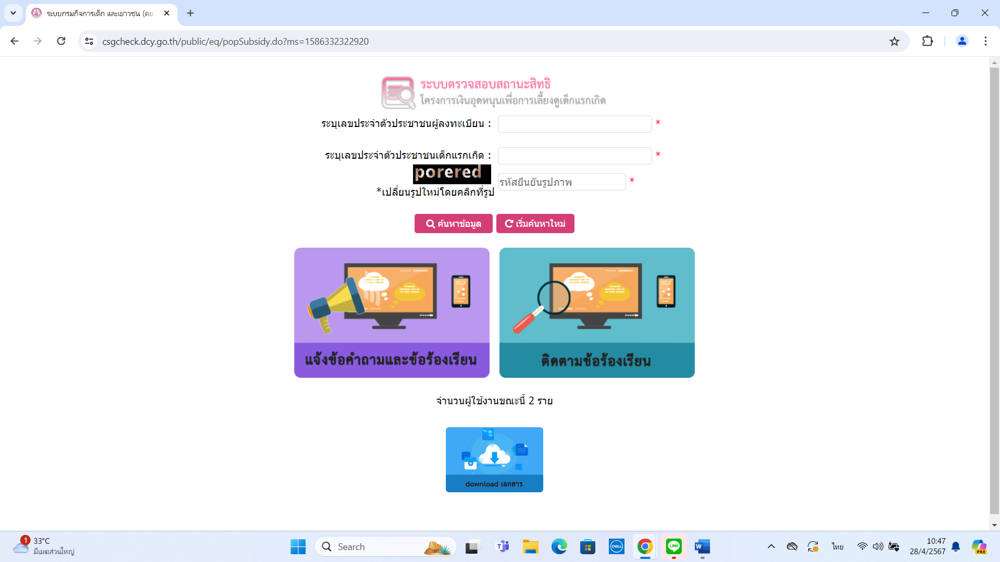 ระบบกรมกิจการเด็ก และเยาวชน (ดย.
csgcheck.dcy.go.th/public/eq/popSubsidy.do?ms=1586332322920
ระบบตรวจสอบสถานะสิทธิ
โครงการเงินอุดหนุนเพื่อการเลี้ยงดูเด็กแรกเกิด
ระบุเลขประจำตัวประชาชนผู้ลงทะเบียน : *
ระบุเลขประจำตัวประชาชนเด็กแรกเกิด : *
porered
รหัสยืนยันรูปภาพ *
*เปลี่ยนรูปใหม่โดยคลิกที่รูป
ค้นหาข้อมูล เริ่มค้นหาใหม่
แจ้งข้อคำถามและข้อร้องเรียน
ติดตามข้อร้องเรียน
จำนวนผู้ใช้งานขณะนี้ 2 ราย
download เอกสาร
1
33°C
มีเมฆส่วนใหญ่
Search
T
DELL
LINE
W
ไทย
10:47
28/4/2567
PRE